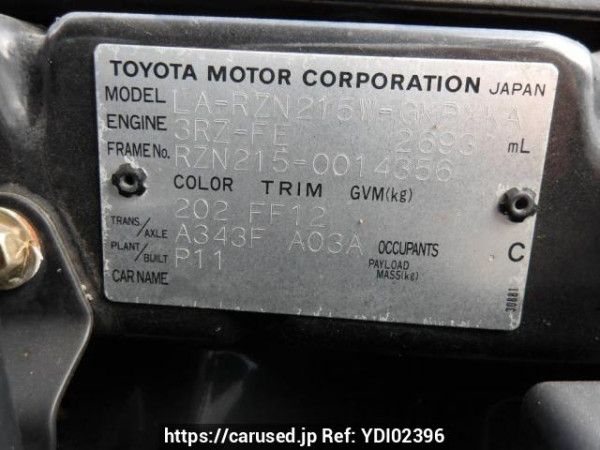 TOYOTA MOTOR CORPORATION JAPAN
MODEL LA-RZN215W-
ENGINE 3RZ-FE 2693 mL
FRAME No. RZN215-0014356
COLOR TRIM GVM(kg)
202 FF12
TRANS/AXLE A343F A03A OCCUPANTS C
PLANT/BUILT P11 PAYLOAD MASS(kg)
CAR NAME
30881
https://carused.jp Ref: YDI02396